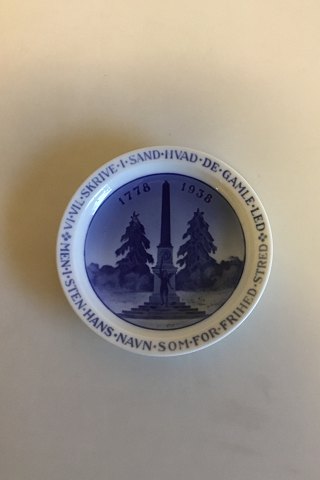 VI·VIL·SKRIVE·I·SAND·HVAD·DE·GAMLE·LED
MEN·I·STEN·HANS·NAVN·SOM·FOR·FRIHED·STRED
1778 1938